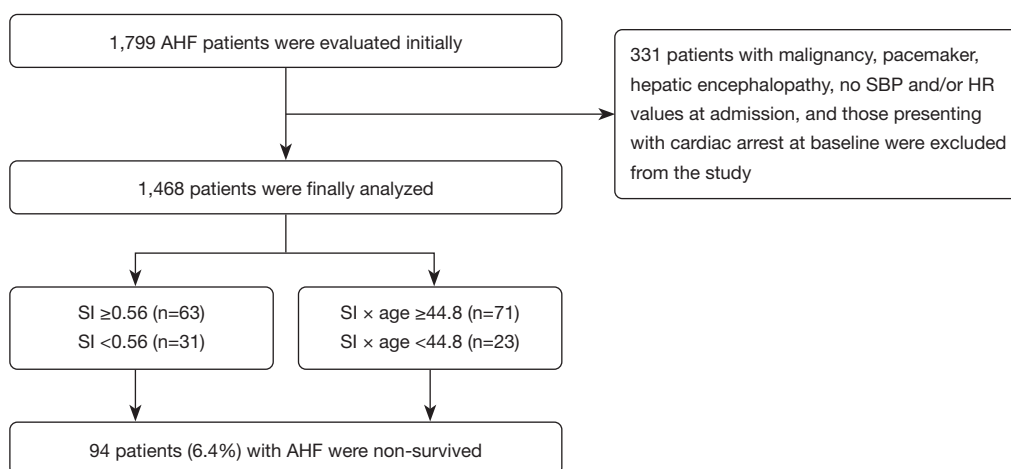 1,799 AHF patients were evaluated initially
331 patients with malignancy, pacemaker,
hepatic encephalopathy, no SBP and/or HR
values at admission, and those presenting
with cardiac arrest at baseline were excluded
from the study
1,468 patients were finally analyzed
SI ≥0.56 (n=63)
SI <0.56 (n=31)
SI × age ≥44.8 (n=71)
SI × age <44.8 (n=23)
94 patients (6.4%) with AHF were non-survived